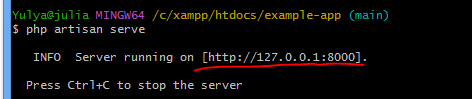 Yulya@julia MINGW64 /c/xampp/htdocs/example-app (main)
$ php artisan serve
INFO  Server running on [http://127.0.0.1:8000].
Press Ctrl+C to stop the server